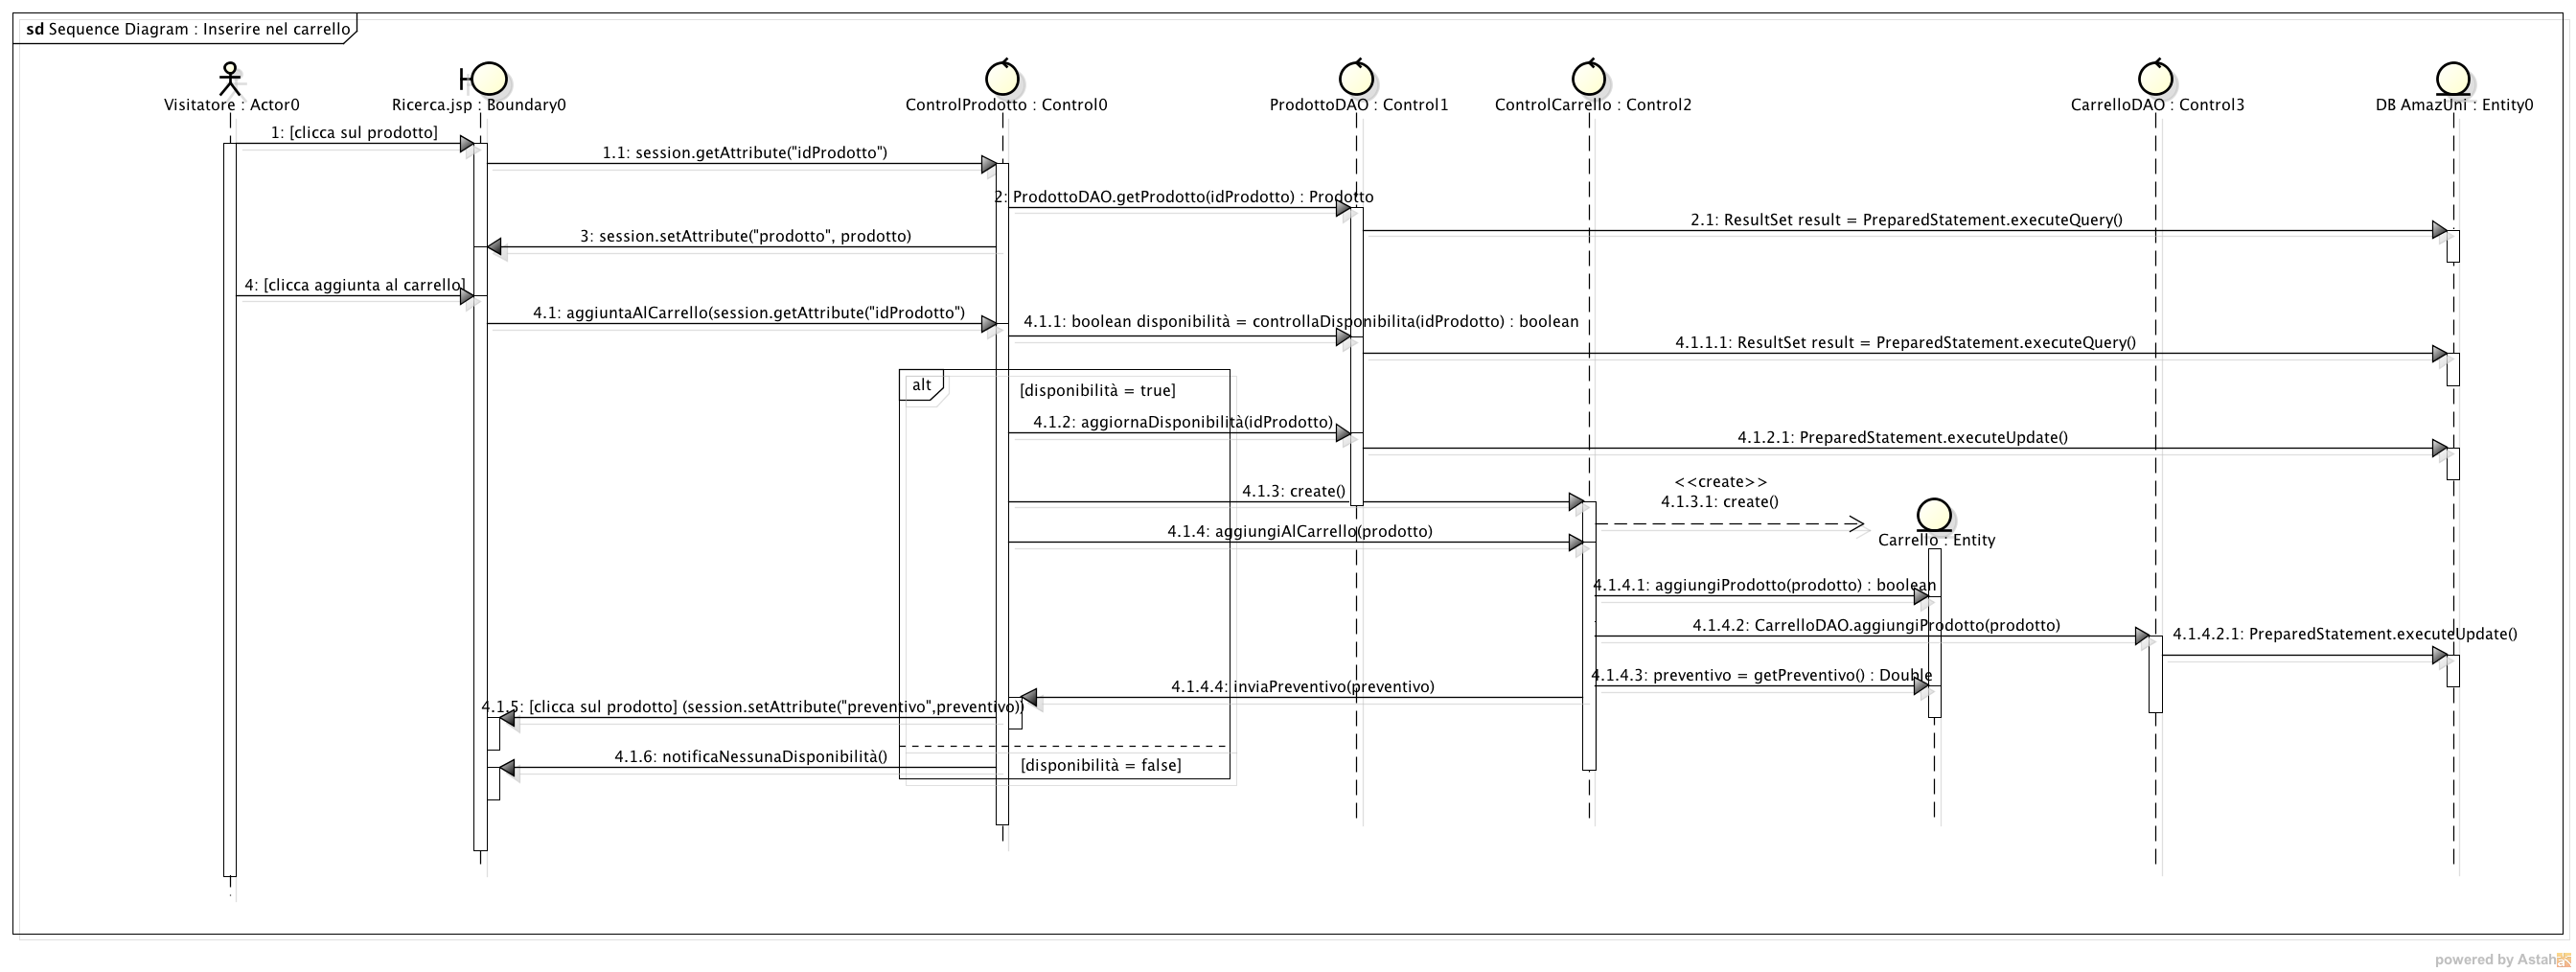 sd Sequence Diagram : Inserire nel carrello
Visitatore : Actor0
Ricerca.jsp : Boundary0
ControlProdotto : Control0
ProdottoDAO : Control1
ControlCarrello : Control2
CarrelloDAO : Control3
DB AmazUni : Entity0
1: [clicca sul prodotto]
1.1: session.getAttribute("idProdotto")
2: ProdottoDAO.getProdotto(idProdotto) : Prodotto
2.1: ResultSet result = PreparedStatement.executeQuery()
3: session.setAttribute("prodotto", prodotto)
4: [clicca aggiunta al carrello]
4.1: aggiuntaAlCarrello(session.getAttribute("idProdotto")
4.1.1: boolean disponibilità = controllaDisponibilita(idProdotto) : boolean
4.1.1.1: ResultSet result = PreparedStatement.executeQuery()
alt
[disponibilità = true]
4.1.2: aggiornaDisponibilità(idProdotto)
4.1.2.1: PreparedStatement.executeUpdate()
4.1.3: create()
<<create>>
4.1.3.1: create()
4.1.4: aggiungiAlCarrello(prodotto)
Carrello : Entity
4.1.4.1: aggiungiProdotto(prodotto) : boolean
4.1.4.2: CarrelloDAO.aggiungiProdotto(prodotto)
4.1.4.2.1: PreparedStatement.executeUpdate()
4.1.4.3: preventivo = getPreventivo() : Double
4.1.4.4: inviaPreventivo(preventivo)
4.1.5: [clicca sul prodotto] (session.setAttribute("preventivo",preventivo))
4.1.6: notificaNessunaDisponibilità()
[disponibilità = false]
powered by Astah